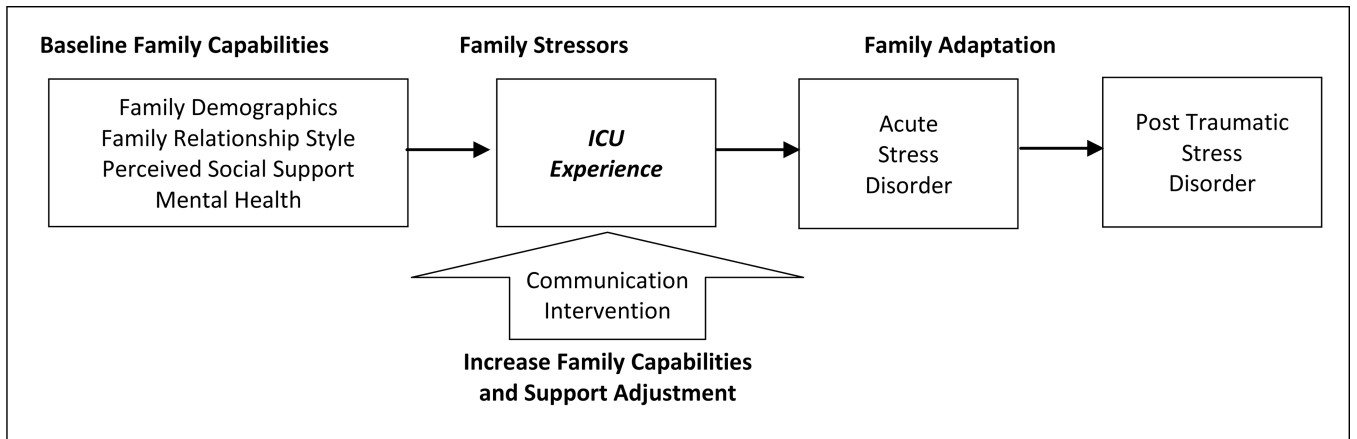 Baseline Family Capabilities
Family Stressors
Family Adaptation
Family Demographics
Family Relationship Style
Perceived Social Support
Mental Health
ICU
Experience
Acute
Stress
Disorder
Post Traumatic
Stress
Disorder
Communication
Intervention
Increase Family Capabilities
and Support Adjustment